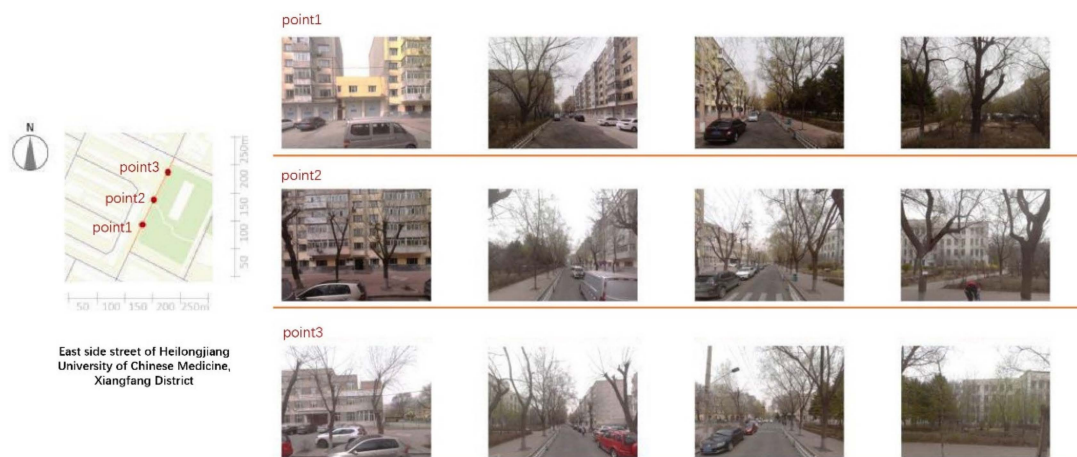 point1
N
point3
point2
point1
50 100 150 200 250m
50 100 150 200 250m
point2
East side street of Heilongjiang
University of Chinese Medicine,
Xiangfang District
point3